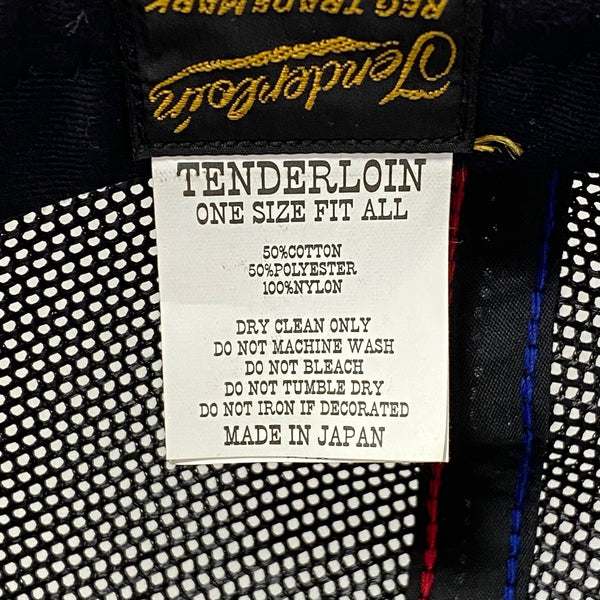 REG TRADEMARK
Tenderloin
TENDERLOIN
ONE SIZE FIT ALL
50%COTTON
50%POLYESTER
100%NYLON
DRY CLEAN ONLY
DO NOT MACHINE WASH
DO NOT BLEACH
DO NOT TUMBLE DRY
DO NOT IRON IF DECORATED
MADE IN JAPAN